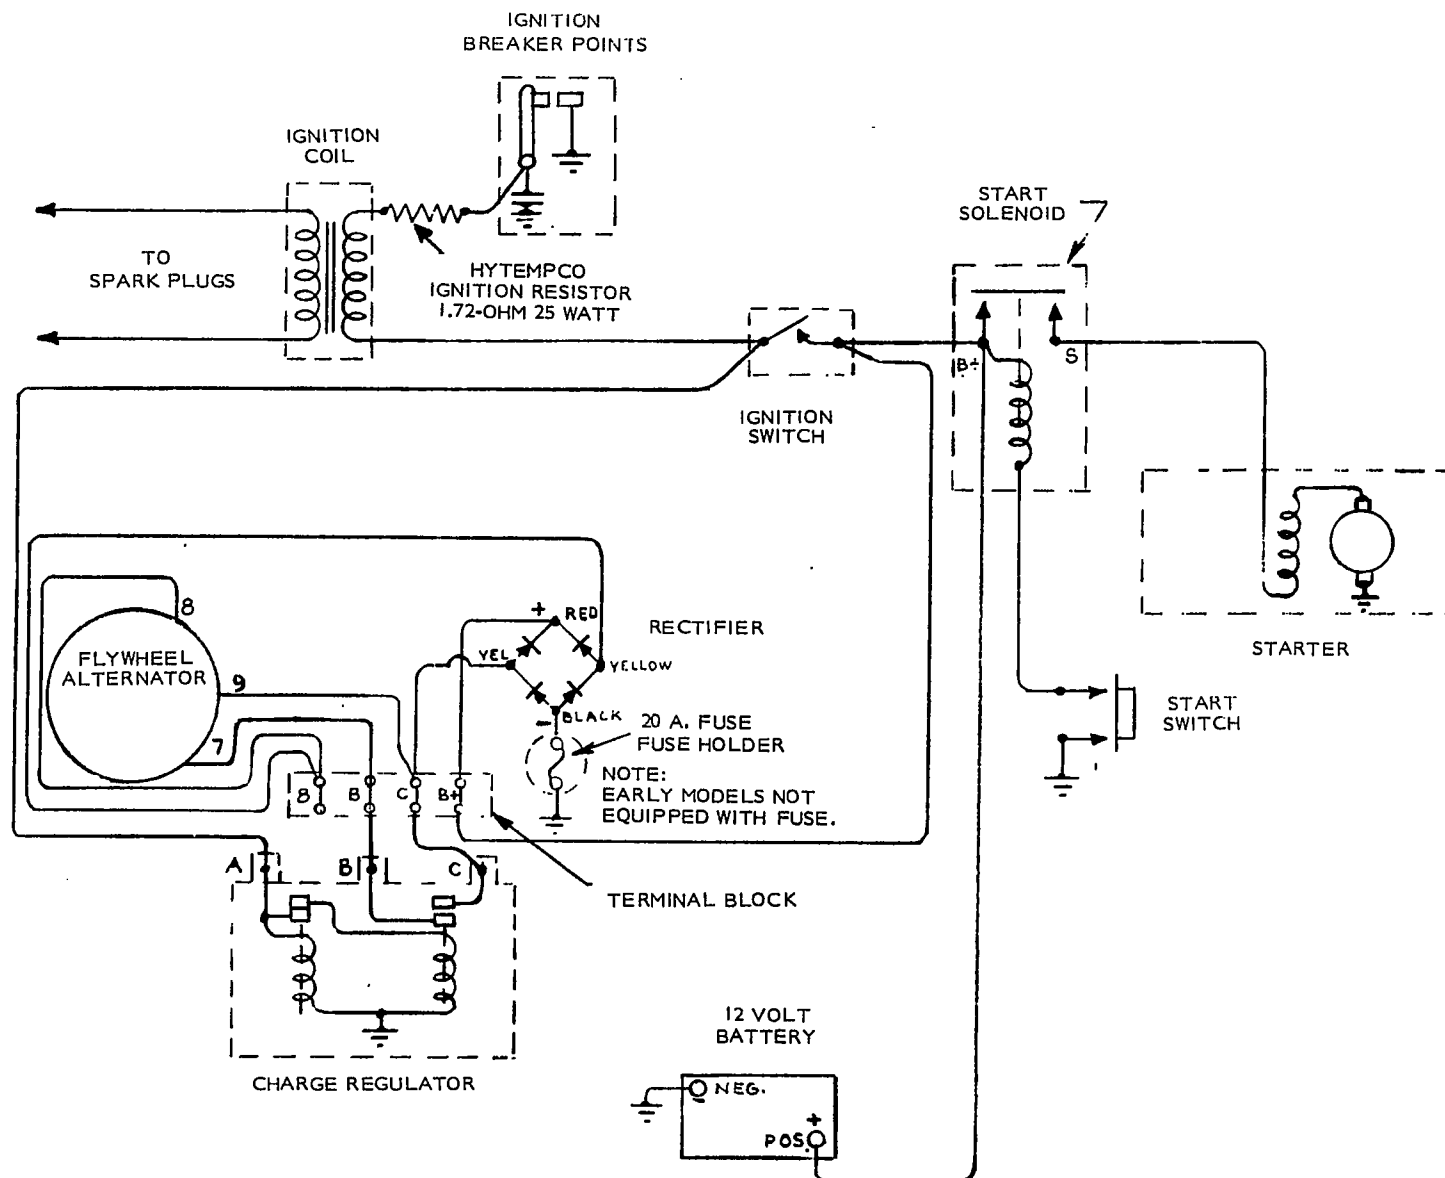 IGNITION
BREAKER POINTS
IGNITION
COIL
START
SOLENOID
TO
SPARK PLUGS
HYTEMPCO
IGNITION RESISTOR
1.72-OHM 25 WATT
B+
S
IGNITION
SWITCH
8
+
RED
RECTIFIER
FLYWHEEL
ALTERNATOR
YEL
YELLOW
9
START
SWITCH
STARTER
7
-
BLACK
20 A. FUSE
FUSE HOLDER
NOTE:
EARLY MODELS NOT
EQUIPPED WITH FUSE.
8
B
C
B+
A
B
C
TERMINAL BLOCK
12 VOLT
BATTERY
CHARGE REGULATOR
NEG.
-
+
POS.